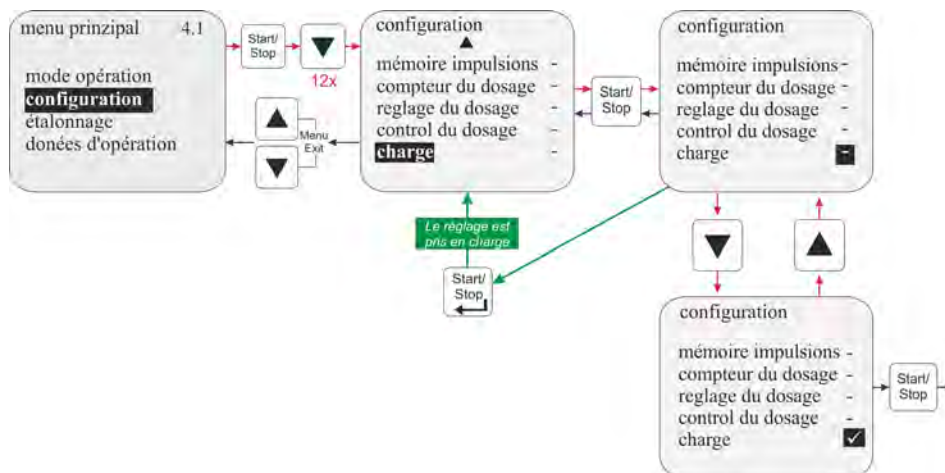 menu prinzipal 4.1
mode opération
configuration
étalonnage
donées d'opération
Start/
Stop
12x
Menu
Exit
configuration
mémoire impulsions -
compteur du dosage -
reglage du dosage -
control du dosage -
charge -
Start/
Stop
configuration
mémoire impulsions -
compteur du dosage -
reglage du dosage -
control du dosage -
charge -
Le réglage est
pris en charge
Start/
Stop
configuration
mémoire impulsions -
compteur du dosage -
reglage du dosage -
control du dosage -
charge ✓
Start/
Stop